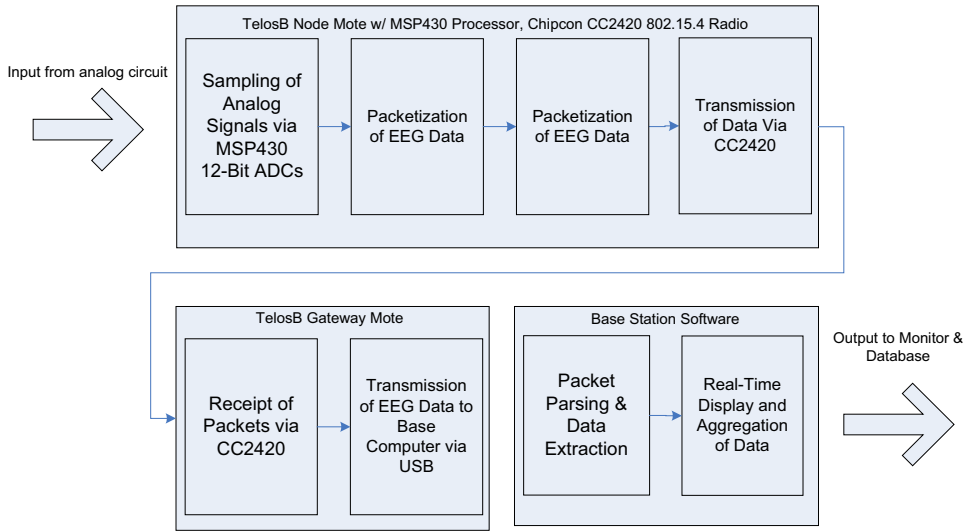 TelosB Node Mote w/ MSP430 Processor, Chipcon CC2420 802.15.4 Radio
Input from analog circuit
Sampling of
Analog
Signals via
MSP430
12-Bit ADCs
Packetization
of EEG Data
Packetization
of EEG Data
Transmission
of Data Via
CC2420
TelosB Gateway Mote
Receipt of
Packets via
CC2420
Transmission
of EEG Data to
Base
Computer via
USB
Base Station Software
Packet
Parsing &
Data
Extraction
Real-Time
Display and
Aggregation
of Data
Output to Monitor &
Database